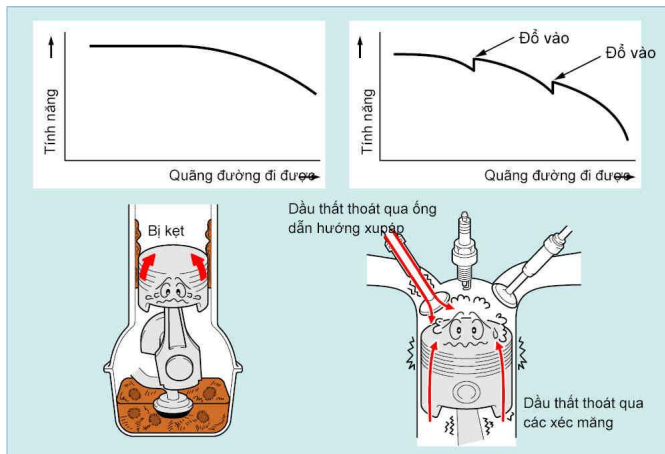 Tính năng
Quãng đường đi được
Tính năng
Đổ vào
Đổ vào
Quãng đường đi được
Bị kẹt
Dầu thất thoát qua ống
dẫn hướng xupáp
Dầu thất thoát qua
các xéc măng